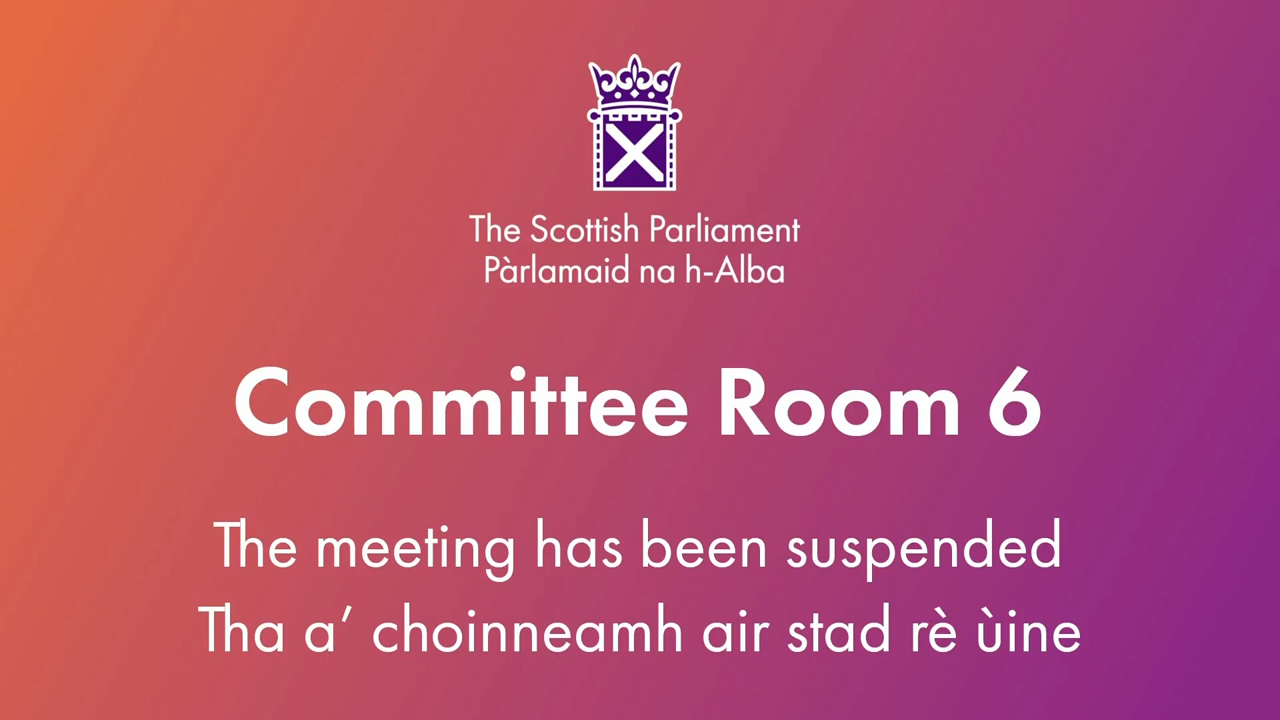 The Scottish Parliament
Pàrlamaid na h-Alba
Committee Room 6
The meeting has been suspended
Tha a’ choinneamh air stad rè ùine